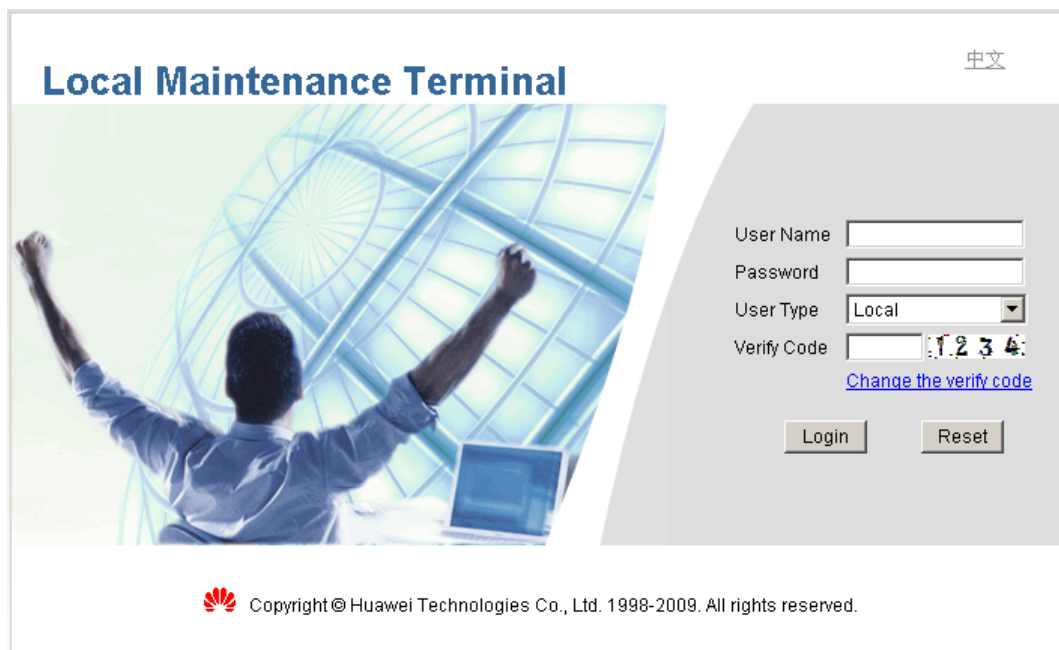 中文
Local Maintenance Terminal
User Name
Password
User Type Local
Verify Code 1 2 3 4
Change the verify code
Login Reset
Copyright © Huawei Technologies Co., Ltd. 1998-2009. All rights reserved.